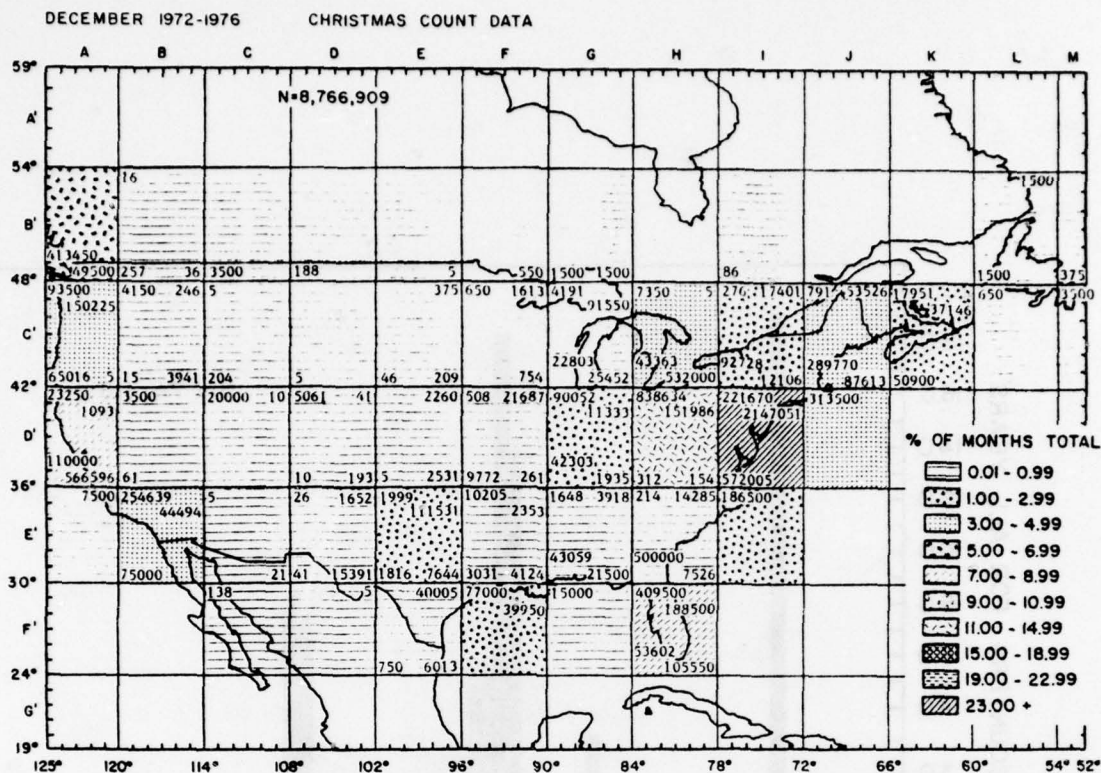 DECEMBER 1972-1976 CHRISTMAS COUNT DATA
A B C D E F G H I J K L M
59°
N=8,766,909
A'
54°
16 1500
B'
413450
49500 257 36 3500 188 5 550 1500 1500 86 1500 375
48°
93500 4150 246 5 375 650 1613 4191 7350 5 276 17401 7914 53526 17951 650 1500
150225 91550 37146
C'
22803 43363 92728 289770
65016 5 15 3941 204 5 46 209 754 25452 532000 12106 87613 50900
42°
23250 3500 20000 10 5061 41 2260 508 21687 90052 838634 2216707 313500
1093 11333 151986 2147051
D'
110000 42303
566596 61 10 193 5 2531 9772 261 1935 312 154 572005
36°
7500 254639 5 26 1652 1999 10205 1648 3918 214 14285 186500
44494 111531 2353
E'
43059 500000
75000 2141 15391 1816 7644 3031 4124 21500 7526
30°
138 5 40005 77000 15000 409500
39950 188500
F'
53602
750 6013 1055550
24°
G'
19°
125° 120° 114° 108° 102° 96° 90° 84° 78° 72° 66° 60° 54° 52°
% OF MONTHS TOTAL
0.01 - 0.99
1.00 - 2.99
3.00 - 4.99
5.00 - 6.99
7.00 - 8.99
9.00 - 10.99
11.00 - 14.99
15.00 - 18.99
19.00 - 22.99
23.00 +